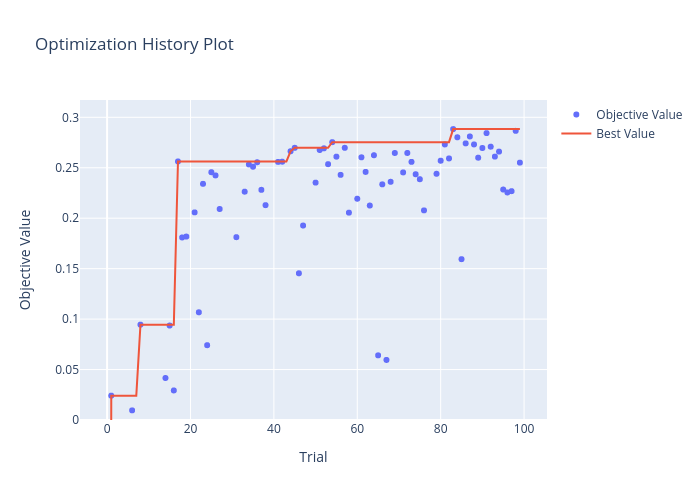 Optimization History Plot
0.3
0.25
0.2
0.15
0.1
0.05
0
0
20
40
60
80
100
Objective Value
Trial
Objective Value
Best Value